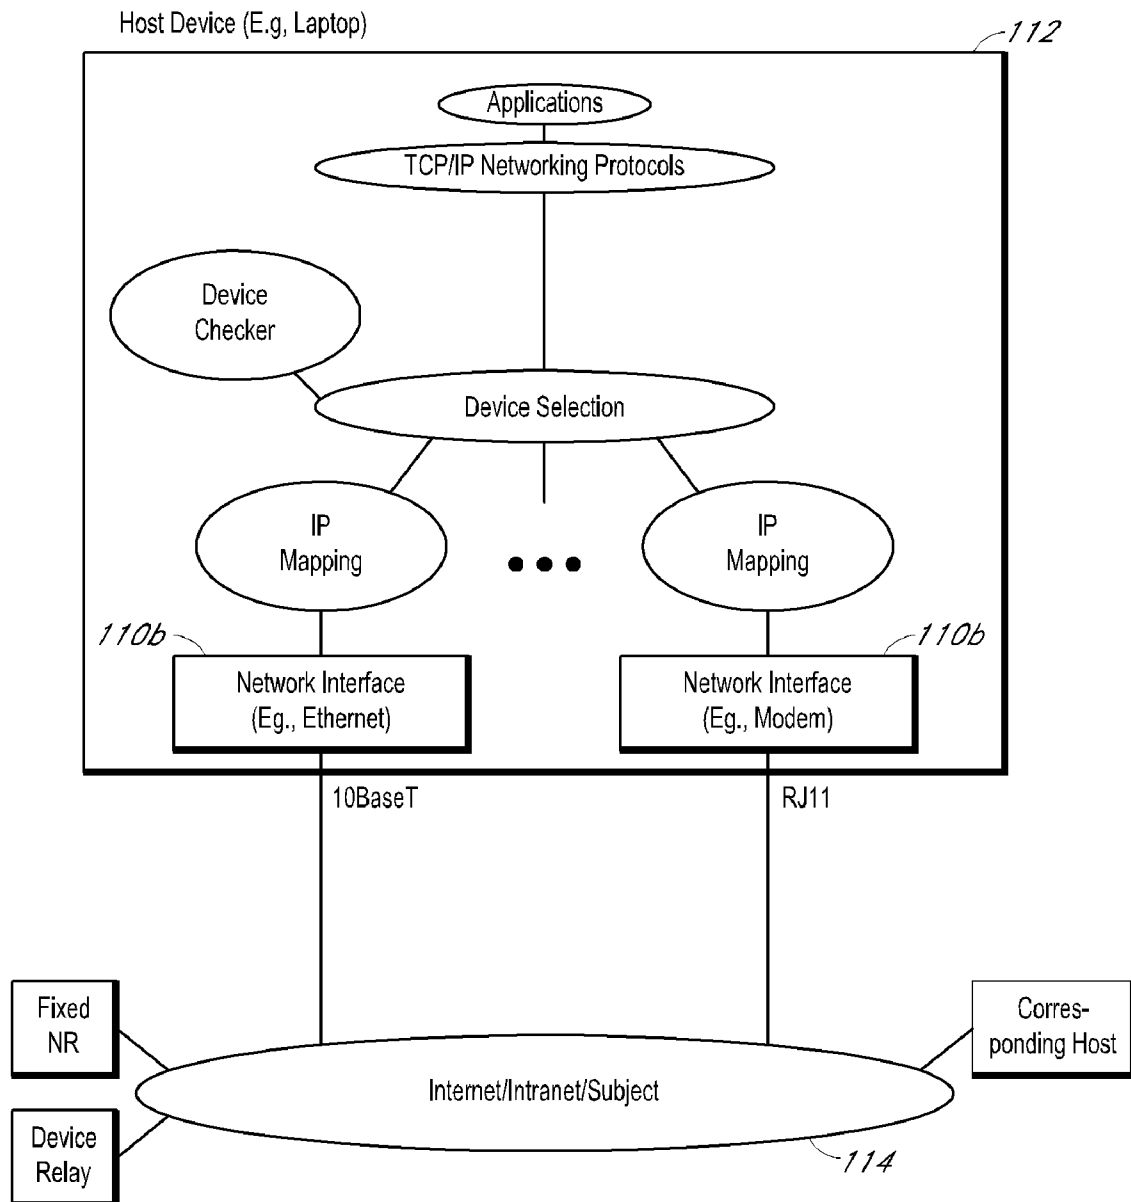 Host Device (E.g, Laptop)
112
Applications
TCP/IP Networking Protocols
Device
Checker
Device Selection
IP
Mapping
IP
Mapping
110b
110b
Network Interface
(Eg., Ethernet)
Network Interface
(Eg., Modem)
10BaseT
RJ11
Fixed
NR
Corres-
ponding Host
Internet/Intranet/Subject
Device
Relay
114